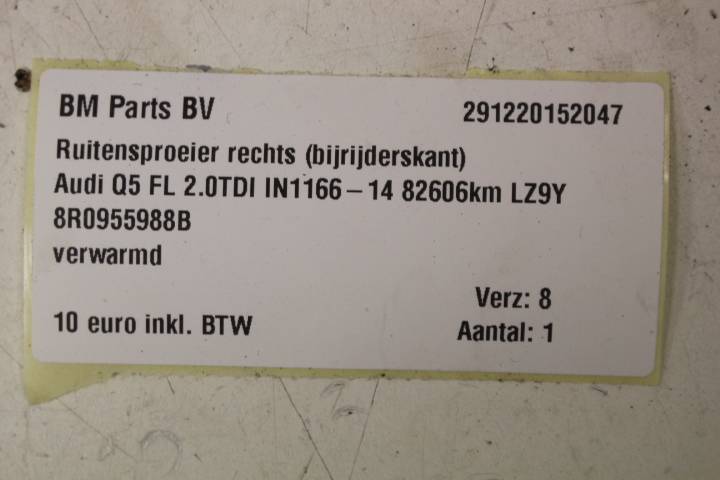 BM Parts BV 291220152047
Ruitensproeier rechts (bijrijderskant)
Audi Q5 FL 2.0TDI IN1166-14 82606km LZ9Y
8R0955988B
verwarmd
Verz: 8
10 euro inkl. BTW Aantal: 1